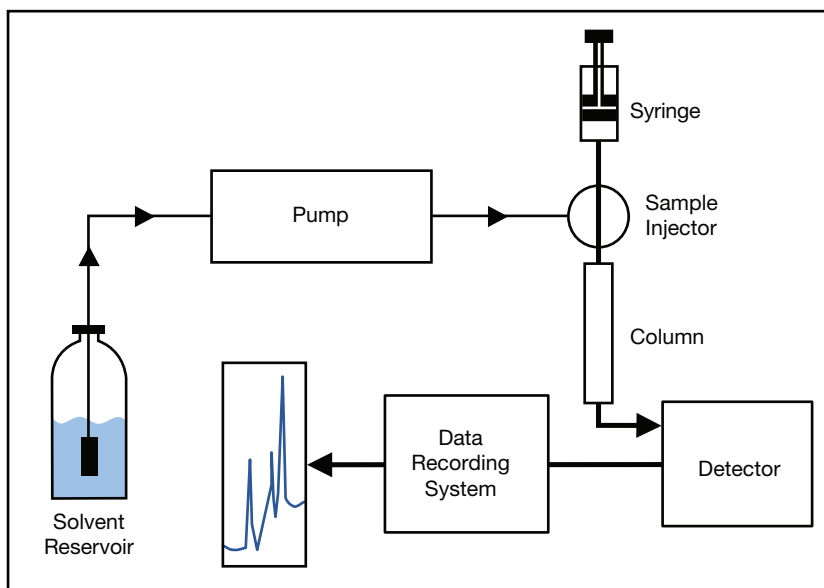 Syringe
Pump
Sample
Injector
Column
Data
Recording
System
Detector
Solvent
Reservoir